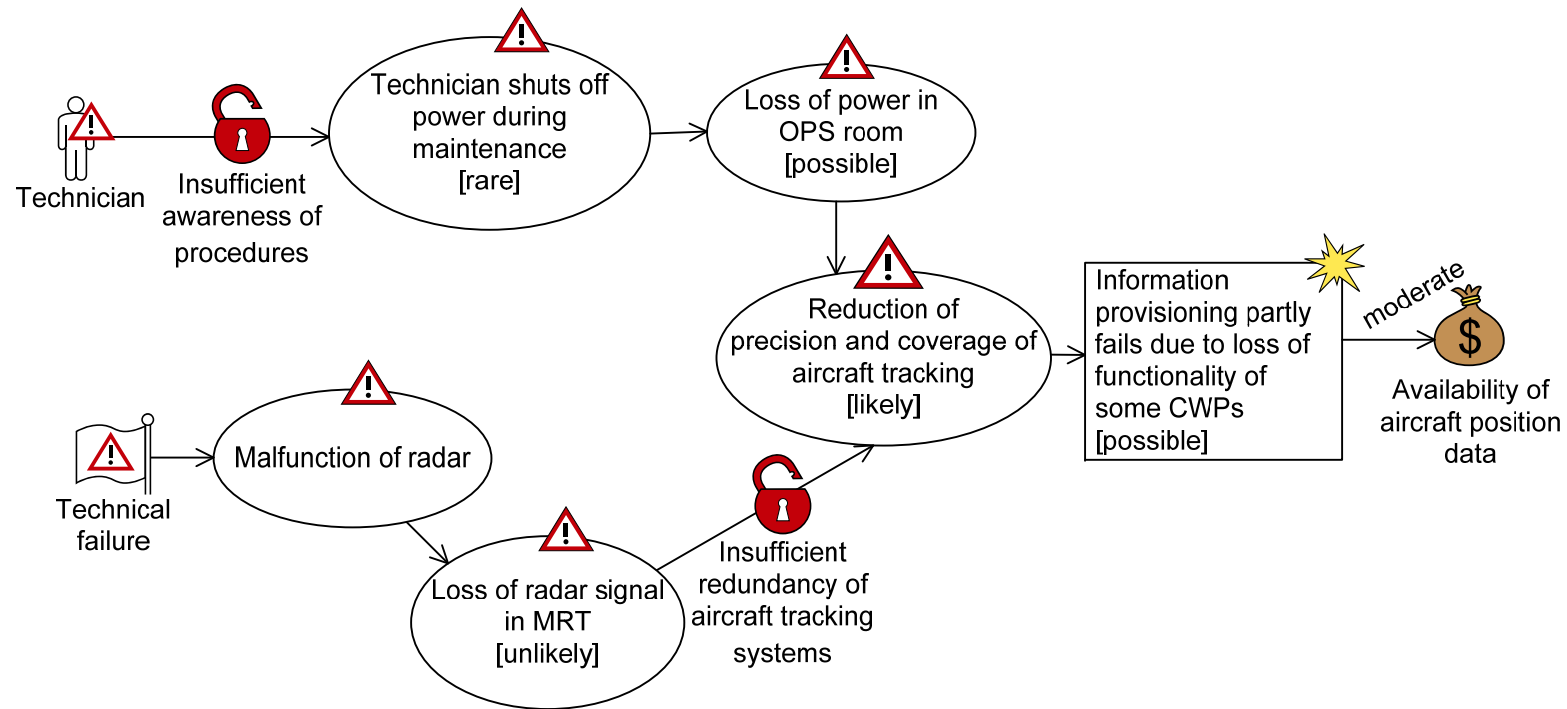 Technician
Insufficient
awareness of
procedures
Technician shuts off
power during
maintenance
[rare]
Loss of power in
OPS room
[possible]
Technical
failure
Malfunction of radar
Loss of radar signal
in MRT
[unlikely]
Insufficient
redundancy of
aircraft tracking
systems
Reduction of
precision and coverage of
aircraft tracking
[likely]
Information
provisioning partly
fails due to loss of
functionality of
some CWPs
[possible]
moderate
$
Availability of
aircraft position
data